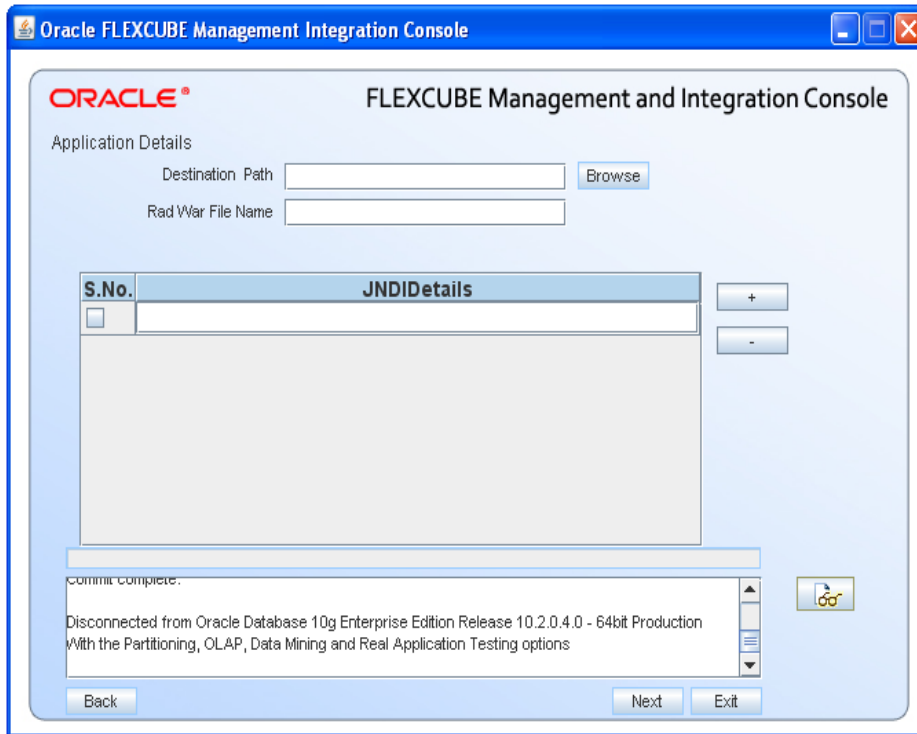 Oracle FLEXCUBE Management Integration Console
ORACLE ®
FLEXCUBE Management and Integration Console
Application Details
Destination Path
Browse
Rad War File Name
S.No. JNDIDetails
+
-
Commit complete.
Disconnected from Oracle Database 10g Enterprise Edition Release 10.2.0.4.0 - 64bit Production
With the Partitioning, OLAP, Data Mining and Real Application Testing options
Back Next Exit